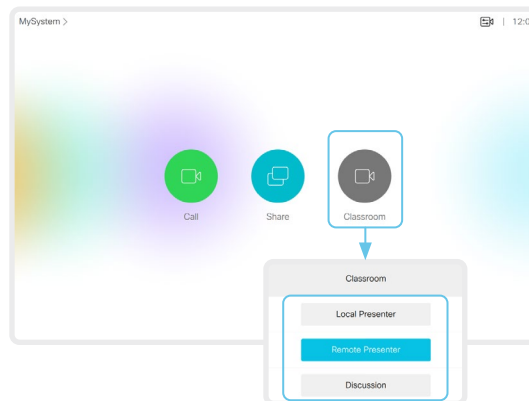 MySystem >
12:0
Call
Share
Classroom
Classroom
Local Presenter
Remote Presenter
Discussion